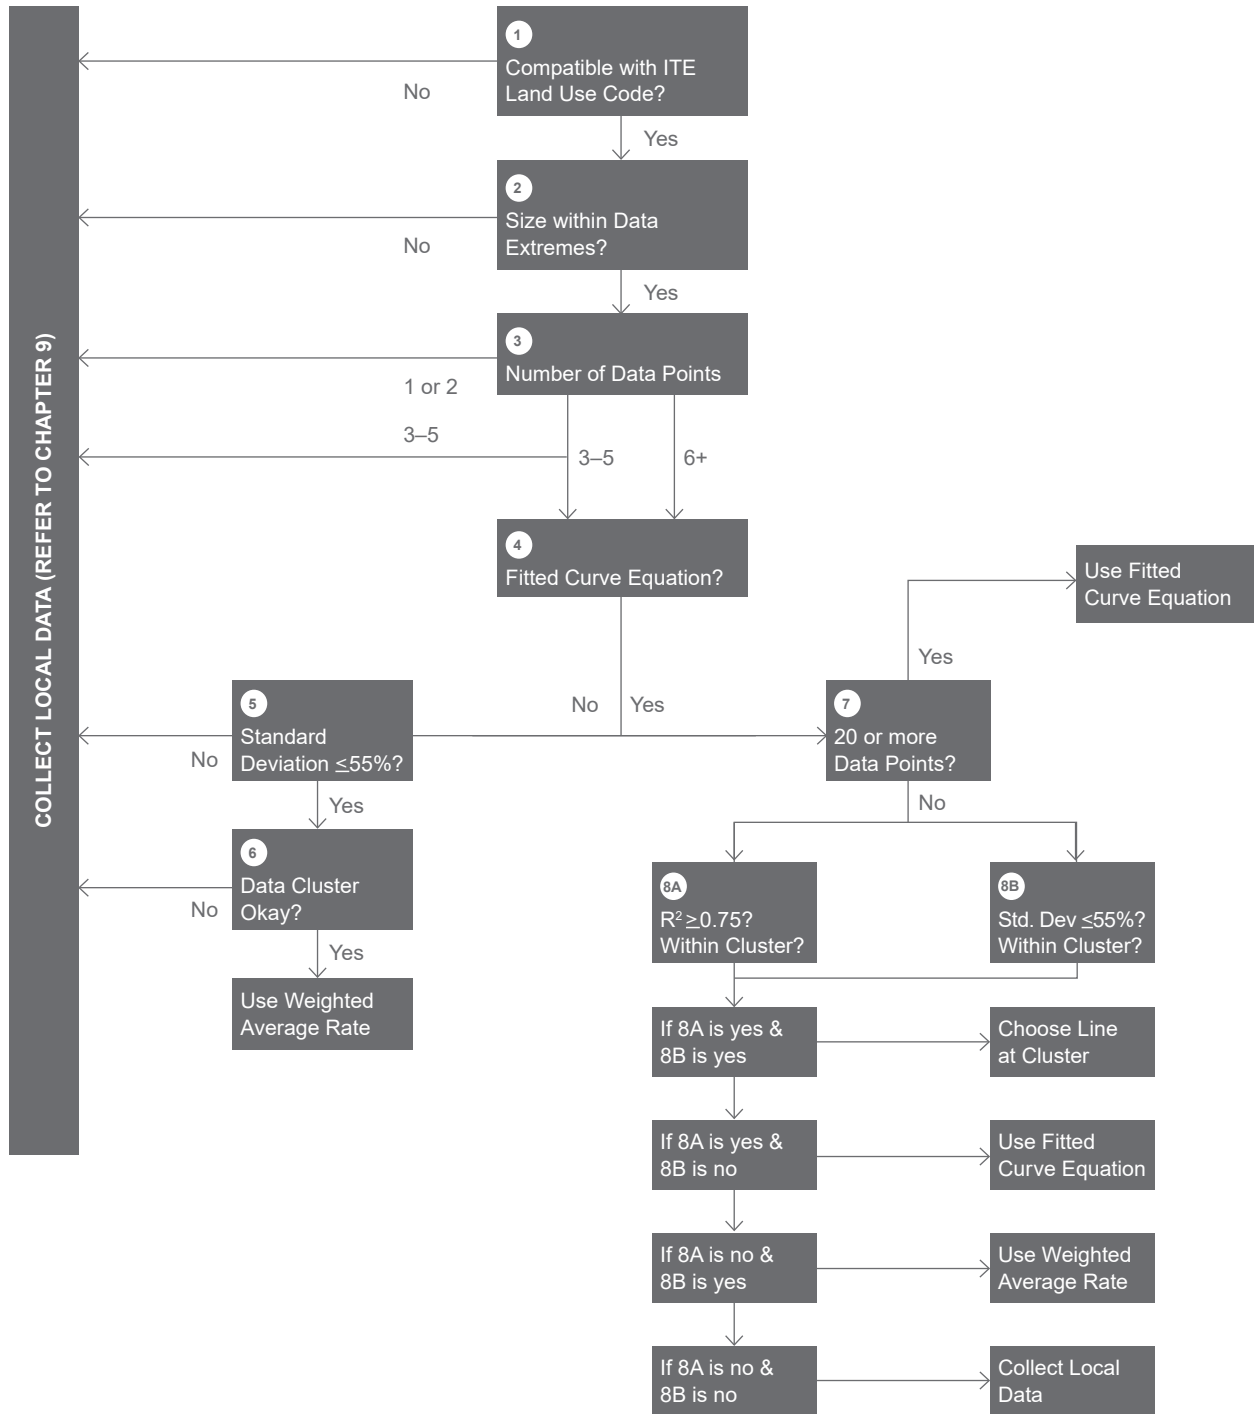 COLLECT LOCAL DATA (REFER TO CHAPTER 9)
1
Compatible with ITE
Land Use Code?
No
Yes
2
Size within Data
Extremes?
No
Yes
3
Number of Data Points
1 or 2
3–5
3–5
6+
4
Fitted Curve Equation?
No
Yes
5
Standard
Deviation ≤55%?
No
Yes
6
Data Cluster
Okay?
No
Yes
Use Weighted
Average Rate
7
20 or more
Data Points?
Yes
Use Fitted
Curve Equation
No
8A
R² ≥0.75?
Within Cluster?
8B
Std. Dev ≤55%?
Within Cluster?
If 8A is yes &
8B is yes
Choose Line
at Cluster
If 8A is yes &
8B is no
Use Fitted
Curve Equation
If 8A is no &
8B is yes
Use Weighted
Average Rate
If 8A is no &
8B is no
Collect Local
Data